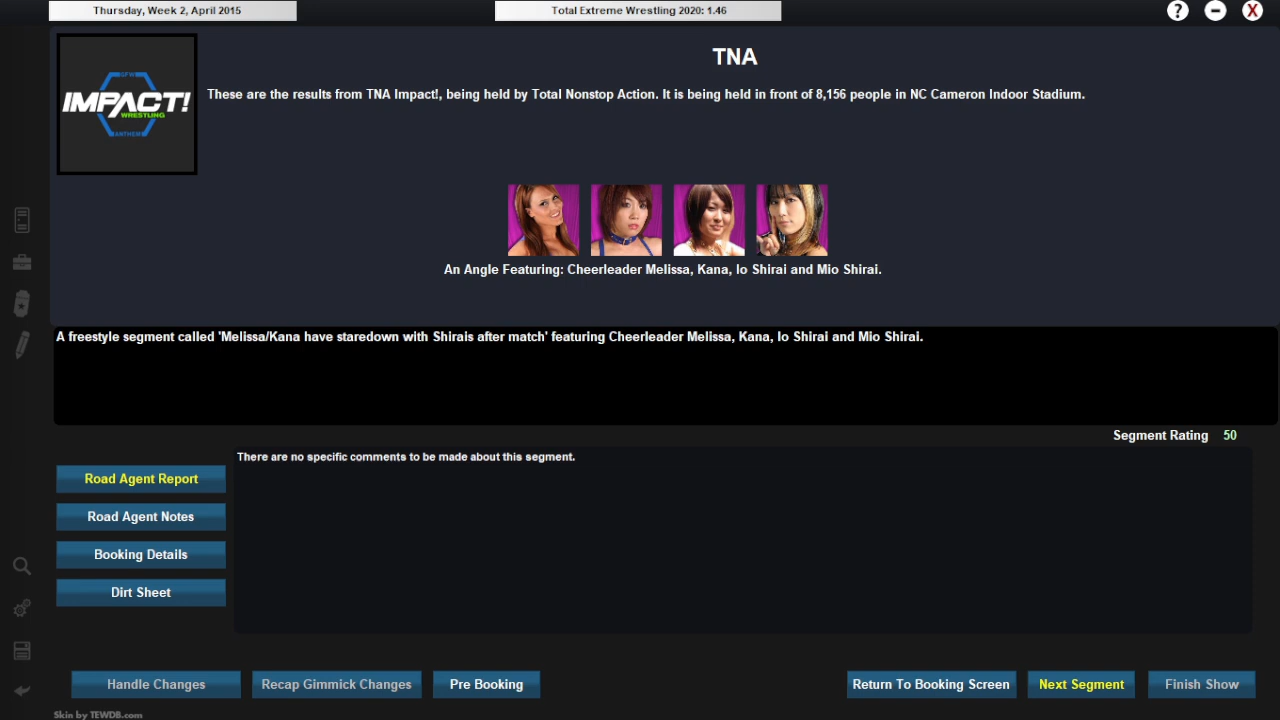 Thursday, Week 2, April 2015
Total Extreme Wrestling 2020: 1.46
?
X
TNA
GFW
IMPACT!
WRESTLING
ANTHEM
These are the results from TNA Impact!, being held by Total Nonstop Action. It is being held in front of 8,156 people in NC Cameron Indoor Stadium.
An Angle Featuring: Cheerleader Melissa, Kana, Io Shirai and Mio Shirai.
A freestyle segment called 'Melissa/Kana have staredown with Shirais after match' featuring Cheerleader Melissa, Kana, Io Shirai and Mio Shirai.
Segment Rating 50
There are no specific comments to be made about this segment.
Road Agent Report
Road Agent Notes
Booking Details
Dirt Sheet
Handle Changes
Recap Gimmick Changes
Pre Booking
Return To Booking Screen
Next Segment
Finish Show
Skin by TEWDB.com